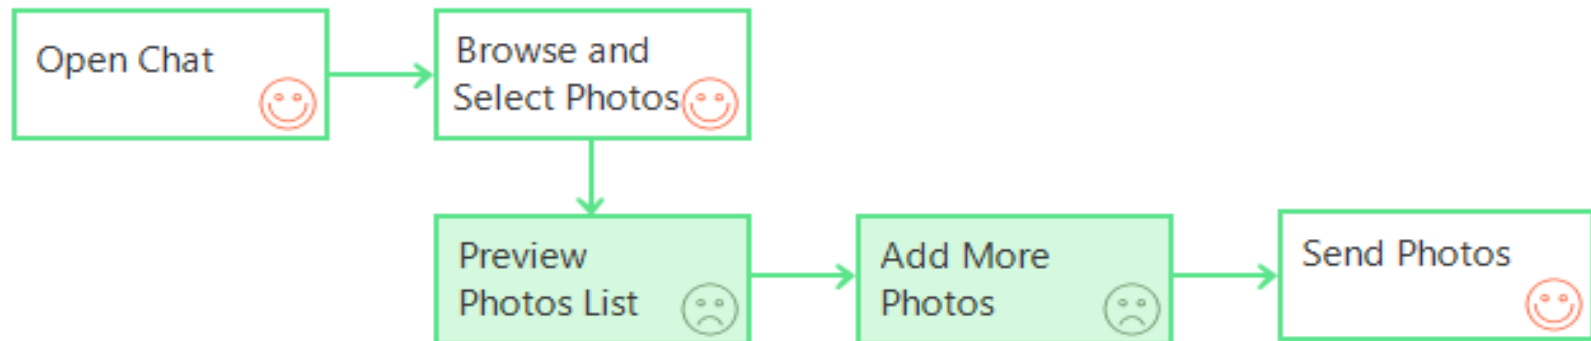 Open Chat
Browse and
Select Photos
Preview
Photos List
Add More
Photos
Send Photos